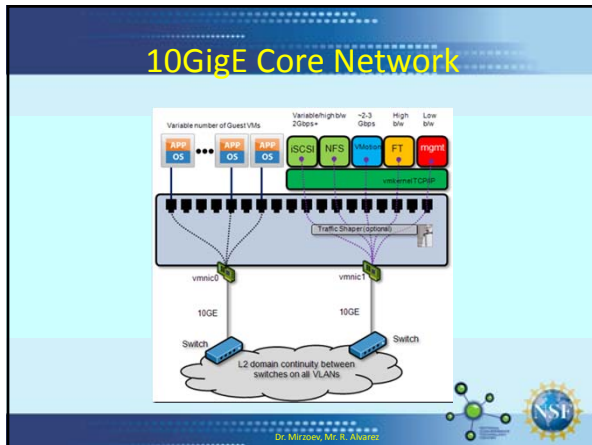 10GigE Core Network
Variable/high b/w
2Gbps+
~2-3
Gbps
High
b/w
Low
b/w
Variable number of Guest VMs
APP
OS
APP
OS
APP
OS
iSCSI
NFS
VMotion
FT
mgmt
vmkernel TCP/IP
Traffic Shaper (optional)
vmnic0
vmnic1
10GE
10GE
Switch
Switch
L2 domain continuity between
switches on all VLANs
Dr. Mirzoev, Mr. R. Alvarez
NSF